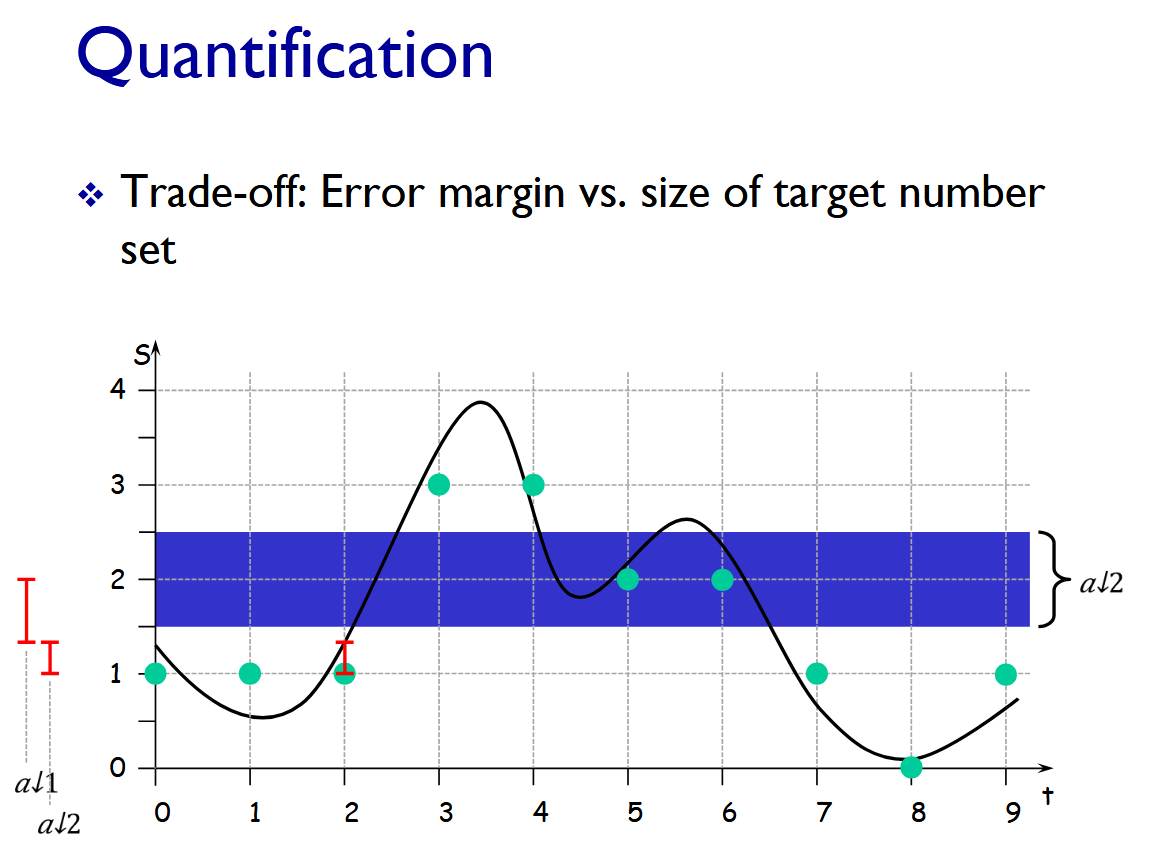 Quantification
Trade-off: Error margin vs. size of target number
set
S
4
3
2
1
0
0 1 2 3 4 5 6 7 8 9
t
a↓2
a↓1
a↓2